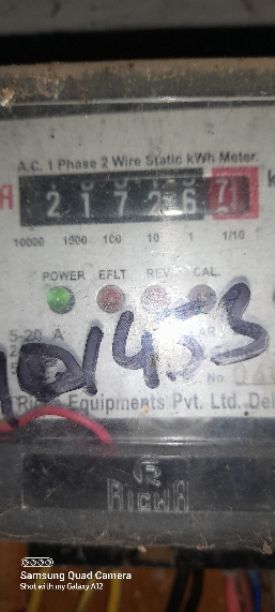 A.C. 1 Phase 2 Wire Static kWh Meter.
2 1 7 2 6 7
10000 1000 100 10 1 1/10
POWER EFLT REV. CAL.
5-20 A
101453
No.
Equipments Pvt. Ltd. Del
RICHA
Samsung Quad Camera
Shot with my Galaxy A12